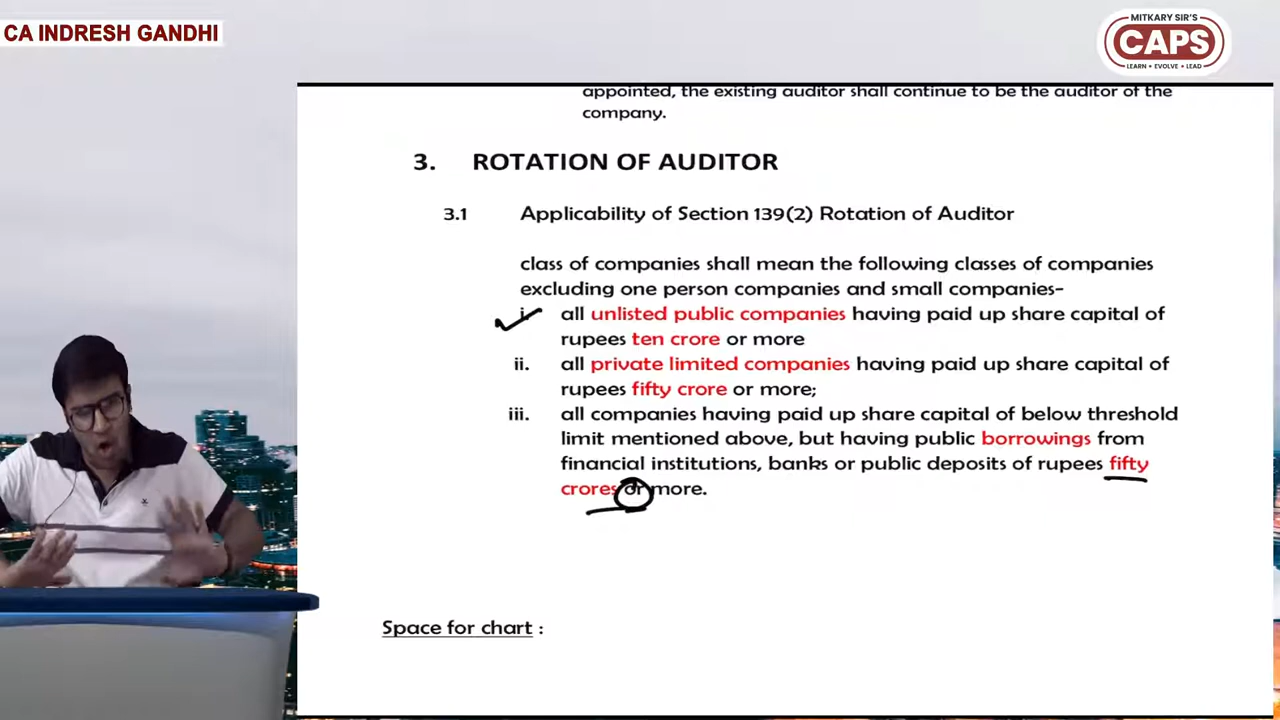 CA INDRESH GANDHI
MITKARY SIR'S
CAPS
LEARN • EVOLVE • LEAD
appointed, the existing auditor shall continue to be the auditor of the
company.
3. ROTATION OF AUDITOR
3.1 Applicability of Section 139(2) Rotation of Auditor
class of companies shall mean the following classes of companies
excluding one person companies and small companies-
i. all unlisted public companies having paid up share capital of
rupees ten crore or more
ii. all private limited companies having paid up share capital of
rupees fifty crore or more;
iii. all companies having paid up share capital of below threshold
limit mentioned above, but having public borrowings from
financial institutions, banks or public deposits of rupees fifty
crores or more.
Space for chart :